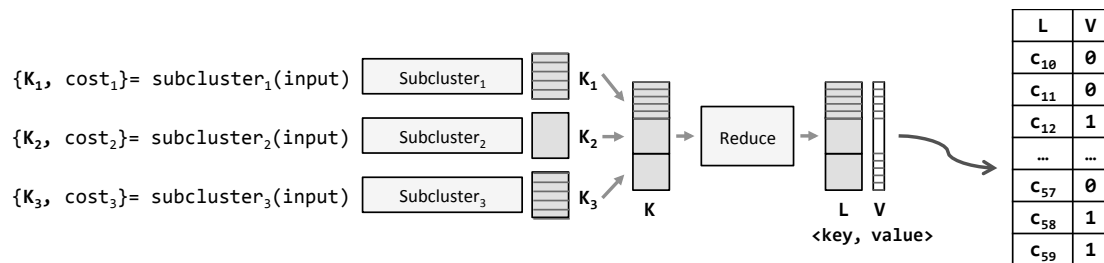 {K1, cost1}= subcluster1(input) Subcluster1 K1
{K2, cost2}= subcluster2(input) Subcluster2 K2
{K3, cost3}= subcluster3(input) Subcluster3 K3
K
Reduce
L V
<key, value>
L V
c10 0
c11 0
c12 1
… …
c57 0
c58 1
c59 1